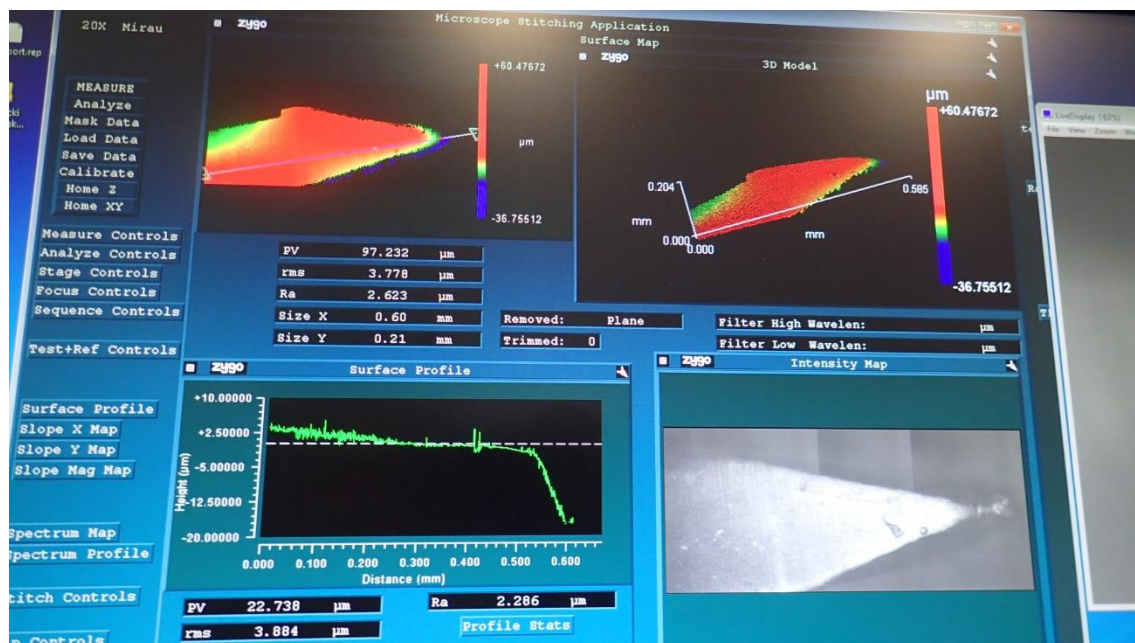 20X Mirau
zygo
Microscope Stitching Application
Surface Map
zygo
3D Model
port.rep
MEASURE
Analyze
Mask Data
Load Data
Save Data
Calibrate
Home Z
Home XY
Measure Controls
Analyze Controls
Stage Controls
Focus Controls
Sequence Controls
Test+Ref Controls
Surface Profile
Slope X Map
Slope Y Map
Slope Mag Map
Spectrum Map
Spectrum Profile
titch Controls
Controls
+60.47672
µm
-36.75512
µm
+60.47672
-36.75512
0.204
mm
0.000
0.000
mm
0.585
LiveDisplay (63%)
File View Zoom
PV 97.232 µm
rms 3.778 µm
Ra 2.623 µm
Size X 0.60 mm
Size Y 0.21 mm
Removed: Plane
Trimmed: 0
Filter High Wavelen: µm
Filter Low Wavelen: µm
zygo
Surface Profile
+10.00000
+2.50000
-5.00000
-12.50000
-20.00000
Height (µm)
0.000 0.100 0.200 0.300 0.400 0.500 0.600
Distance (mm)
PV 22.738 µm
rms 3.884 µm
Ra 2.286 µm
Profile Stats
zygo
Intensity Map